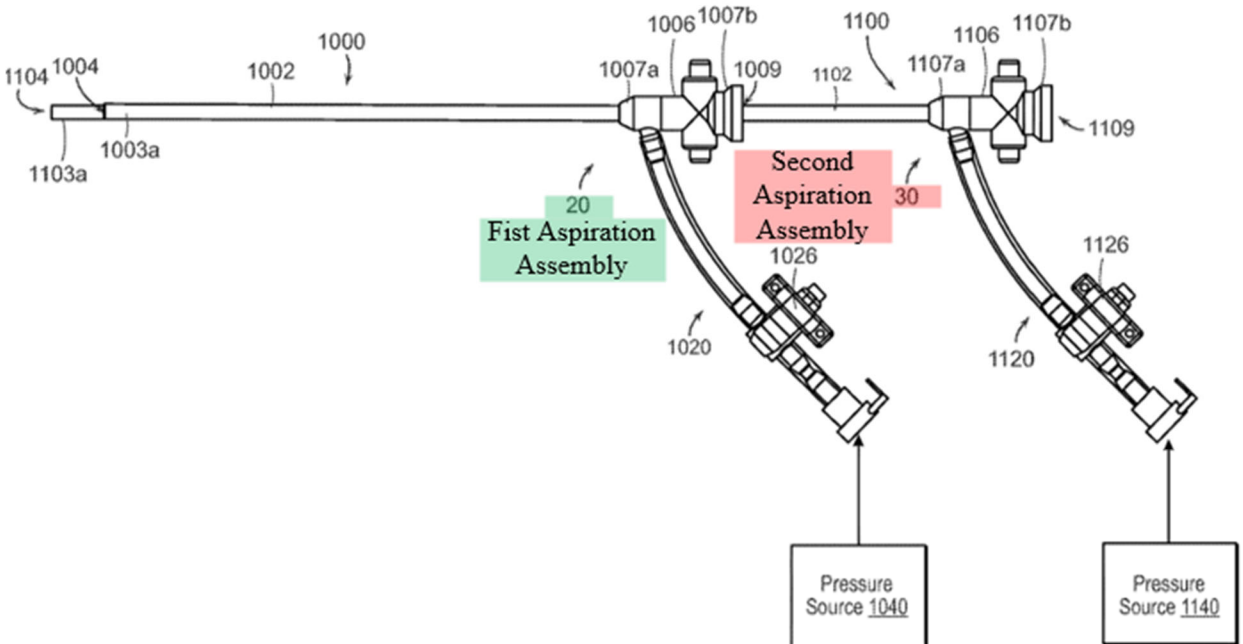 1007b
1006
1100
1106
1107b
1000
1104
1004
1002
1007a
1009
1102
1107a
1109
1003a
1103a
20
Fist Aspiration
Assembly
Second
Aspiration
Assembly
30
1026
1126
1020
1120
Pressure
Source 1040
Pressure
Source 1140